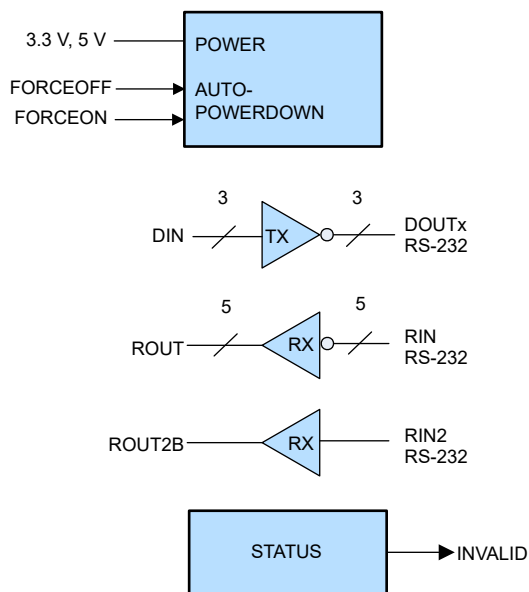 3.3 V, 5 V
POWER
FORCEOFF
AUTO-
FORCEON
POWERDOWN
3
3
DIN
TX
DOUTx
RS-232
5
5
ROUT
RX
RIN
RS-232
ROUT2B
RX
RIN2
RS-232
STATUS
INVALID